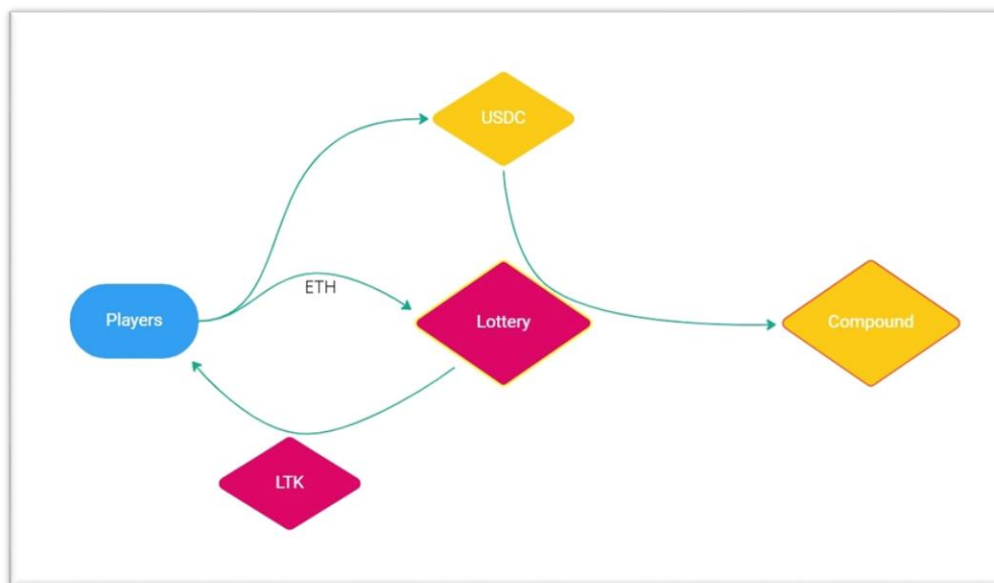 USDC
ETH
Players
Lottery
Compound
LTK